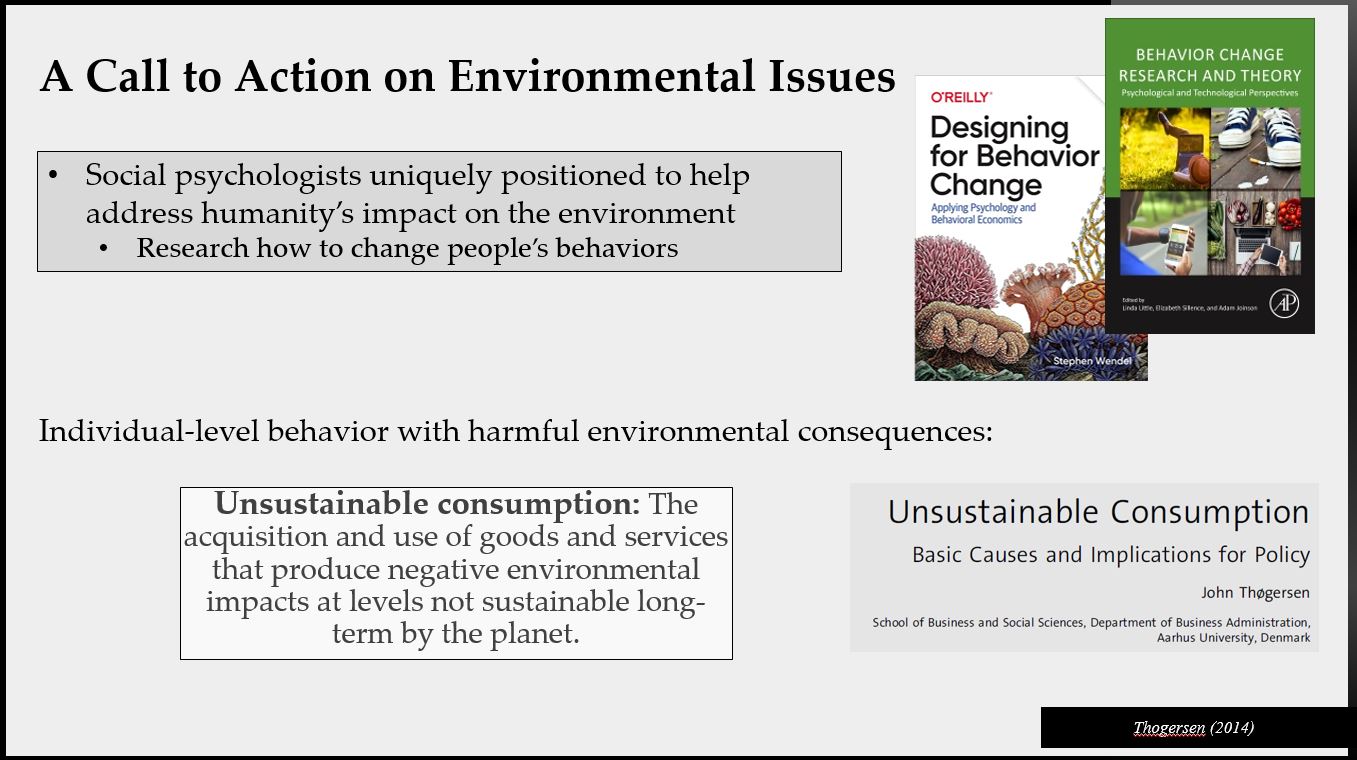 A Call to Action on Environmental Issues
• Social psychologists uniquely positioned to help
address humanity’s impact on the environment
• Research how to change people’s behaviors
O'REILLY®
Designing
for Behavior
Change
Applying Psychology and
Behavioral Economics
Stephen Wendel
BEHAVIOR CHANGE
RESEARCH AND THEORY
Psychological and Technological Perspectives
Edited by
Linda Little, Elizabeth Sillence, and Adam Joinson
AP
Individual-level behavior with harmful environmental consequences:
Unsustainable consumption: The
acquisition and use of goods and services
that produce negative environmental
impacts at levels not sustainable long-
term by the planet.
Unsustainable Consumption
Basic Causes and Implications for Policy
John Thøgersen
School of Business and Social Sciences, Department of Business Administration,
Aarhus University, Denmark
Thogersen (2014)